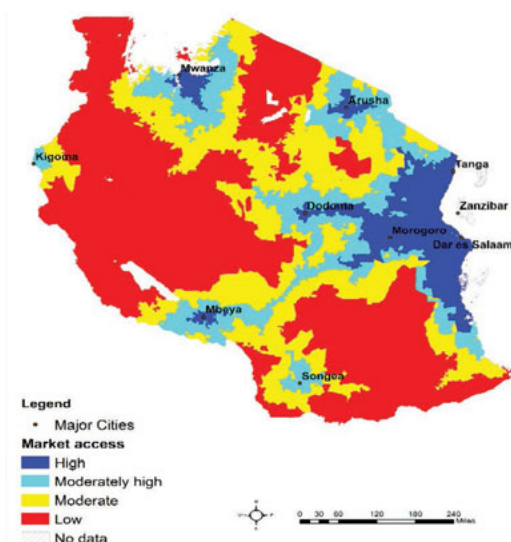 Mwanza
Arusha
Kigoma
Tanga
Dodoma
Zanzibar
Morogoro
Dar es Salaam
Mbeya
Songea
Legend
Major Cities
Market access
High
Moderately high
Moderate
Low
No data
0 30 60 120 180 240
Miles